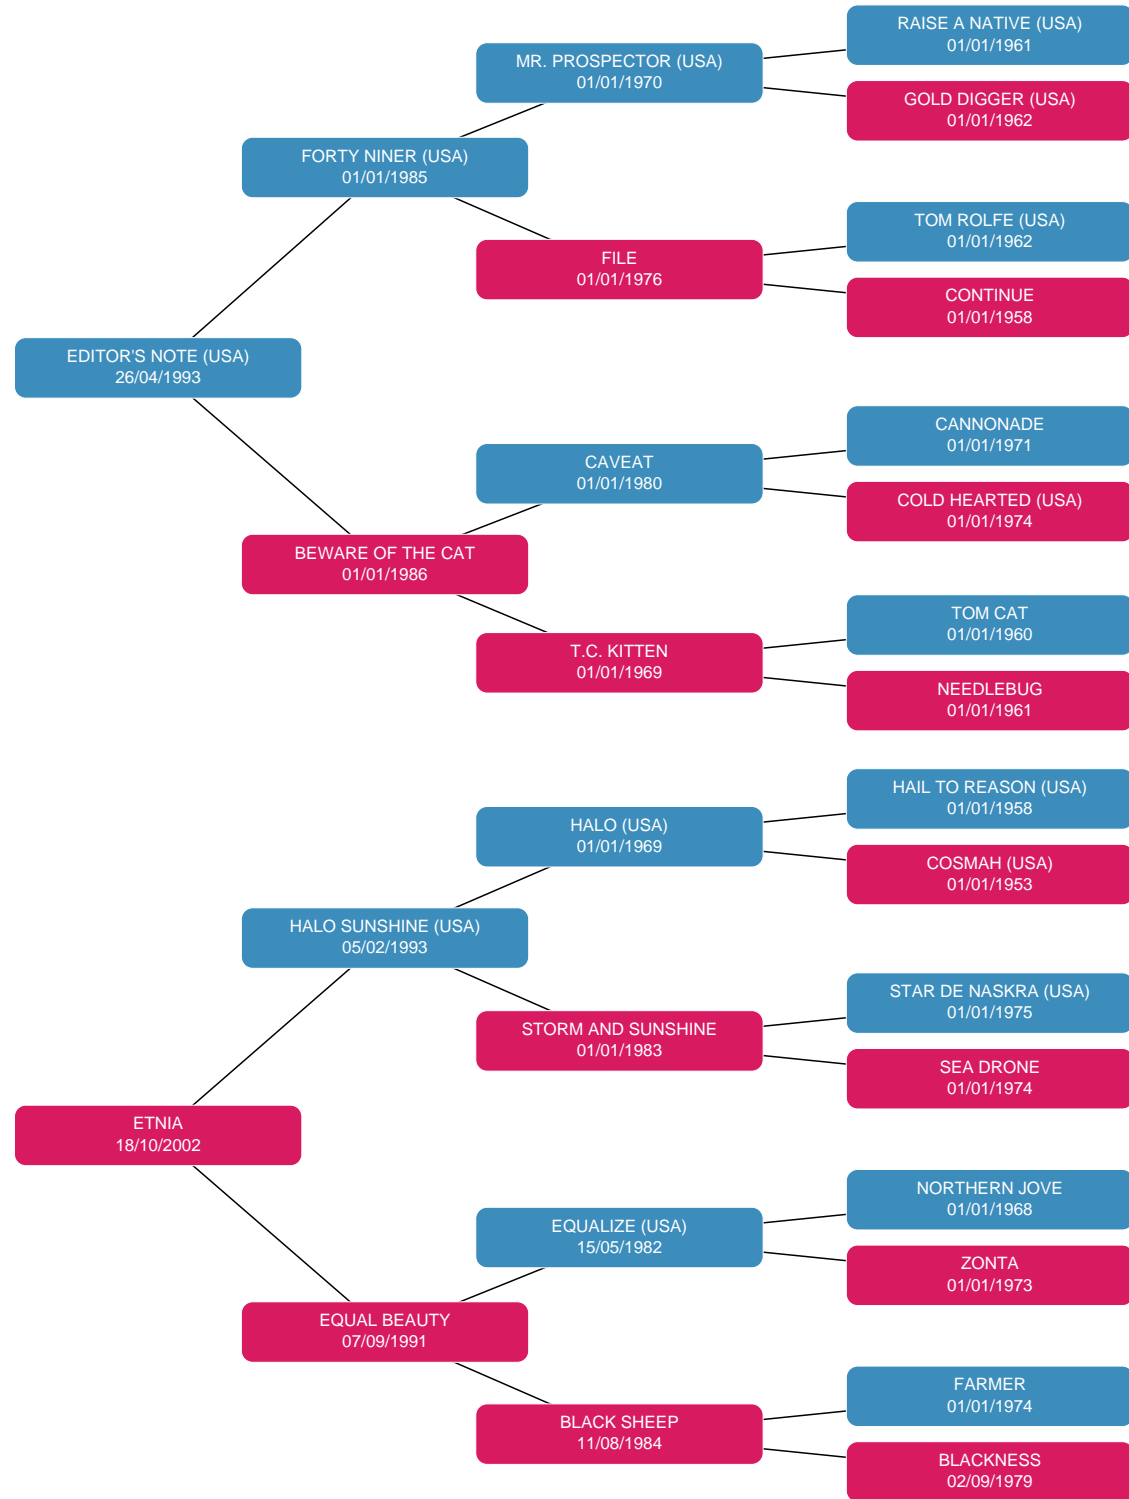 RAISE A NATIVE (USA)
01/01/1961
MR. PROSPECTOR (USA)
01/01/1970
GOLD DIGGER (USA)
01/01/1962
FORTY NINER (USA)
01/01/1985
TOM ROLFE (USA)
01/01/1962
FILE
01/01/1976
CONTINUE
01/01/1958
EDITOR'S NOTE (USA)
26/04/1993
CANNONADE
01/01/1971
CAVEAT
01/01/1980
COLD HEARTED (USA)
01/01/1974
BEWARE OF THE CAT
01/01/1986
TOM CAT
01/01/1960
T.C. KITTEN
01/01/1969
NEEDLEBUG
01/01/1961
HAIL TO REASON (USA)
01/01/1958
HALO (USA)
01/01/1969
COSMAH (USA)
01/01/1953
HALO SUNSHINE (USA)
05/02/1993
STAR DE NASKRA (USA)
01/01/1975
STORM AND SUNSHINE
01/01/1983
SEA DRONE
01/01/1974
ETNIA
18/10/2002
NORTHERN JOVE
01/01/1968
EQUALIZE (USA)
15/05/1982
ZONTA
01/01/1973
EQUAL BEAUTY
07/09/1991
FARMER
01/01/1974
BLACK SHEEP
11/08/1984
BLACKNESS
02/09/1979